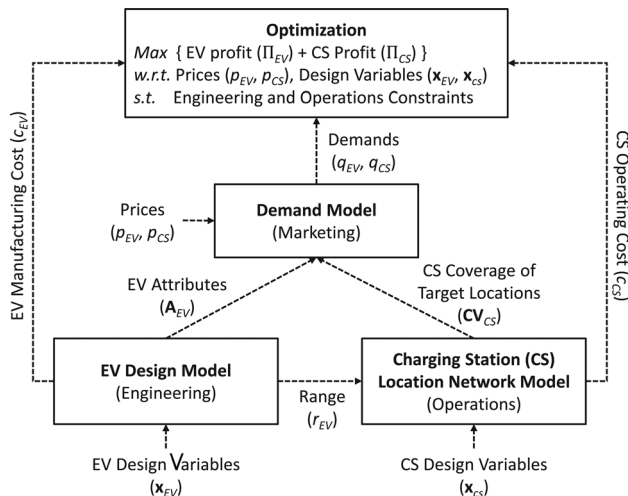 Optimization
Max { EV profit (Π_EV) + CS Profit (Π_CS) }
w.r.t. Prices (p_EV, p_CS), Design Variables (x_EV, x_cs)
s.t. Engineering and Operations Constraints
EV Manufacturing Cost (c_EV)
CS Operating Cost (c_CS)
Demands
(q_EV, q_CS)
Prices
(p_EV, p_CS)
Demand Model
(Marketing)
EV Attributes
(A_EV)
CS Coverage of
Target Locations
(CV_CS)
EV Design Model
(Engineering)
Range
(r_EV)
Charging Station (CS)
Location Network Model
(Operations)
EV Design Variables
(x_EV)
CS Design Variables
(x_cs)